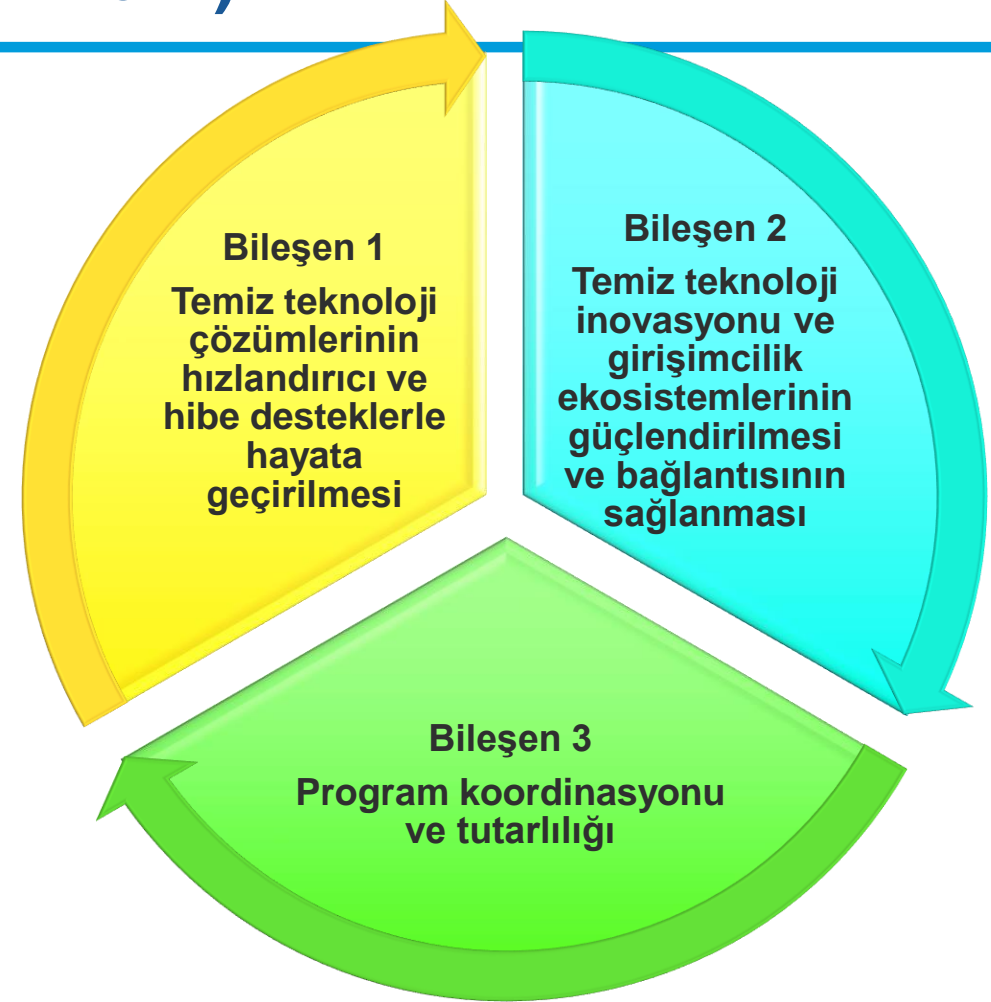 Bileşen 1
Temiz teknoloji
çözümlerinin
hızlandırıcı ve
hibe desteklerle
hayata
geçirilmesi
Bileşen 2
Temiz teknoloji
inovasyonu ve
girişimcilik
ekosistemlerinin
güçlendirilmesi
ve bağlantısının
sağlanması
Bileşen 3
Program koordinasyonu
ve tutarlılığı